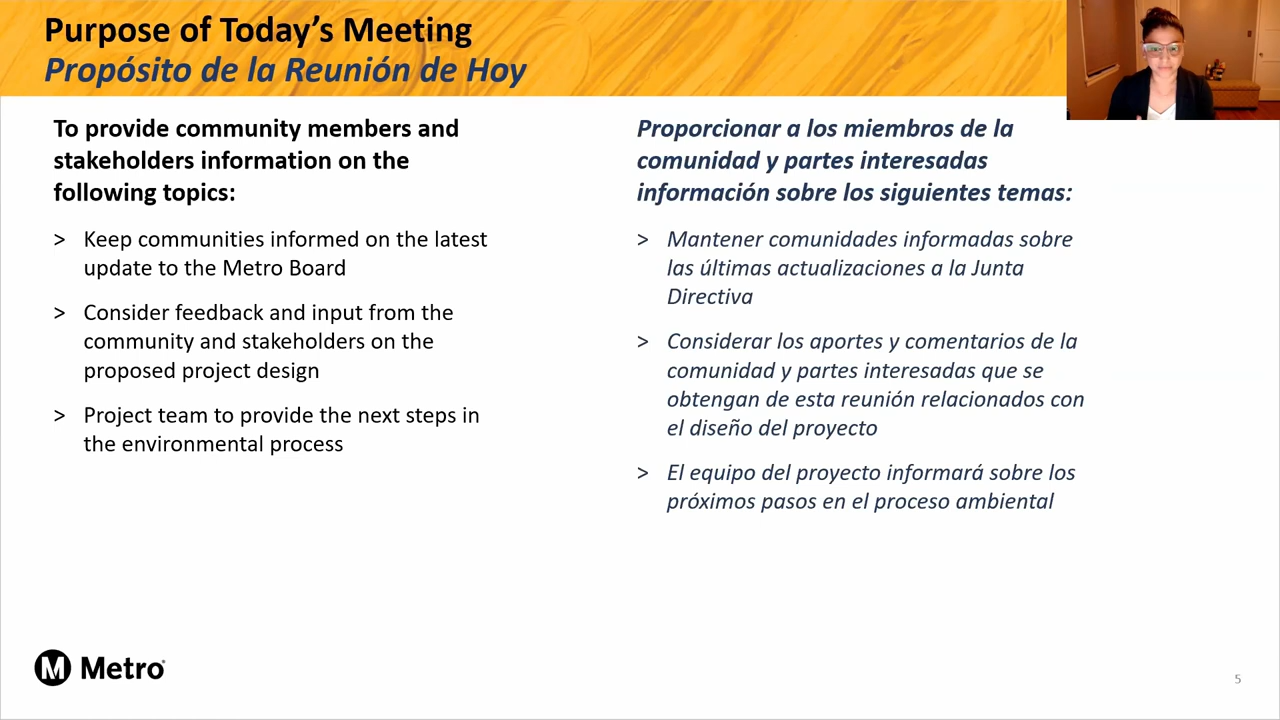 Purpose of Today's Meeting
Propósito de la Reunión de Hoy
To provide community members and
stakeholders information on the
following topics:
> Keep communities informed on the latest
update to the Metro Board
> Consider feedback and input from the
community and stakeholders on the
proposed project design
> Project team to provide the next steps in
the environmental process
Proporcionar a los miembros de la
comunidad y partes interesadas
información sobre los siguientes temas:
> Mantener comunidades informadas sobre
las últimas actualizaciones a la Junta
Directiva
> Considerar los aportes y comentarios de la
comunidad y partes interesadas que se
obtengan de esta reunión relacionados con
el diseño del proyecto
> El equipo del proyecto informará sobre los
próximos pasos en el proceso ambiental
M Metro
5